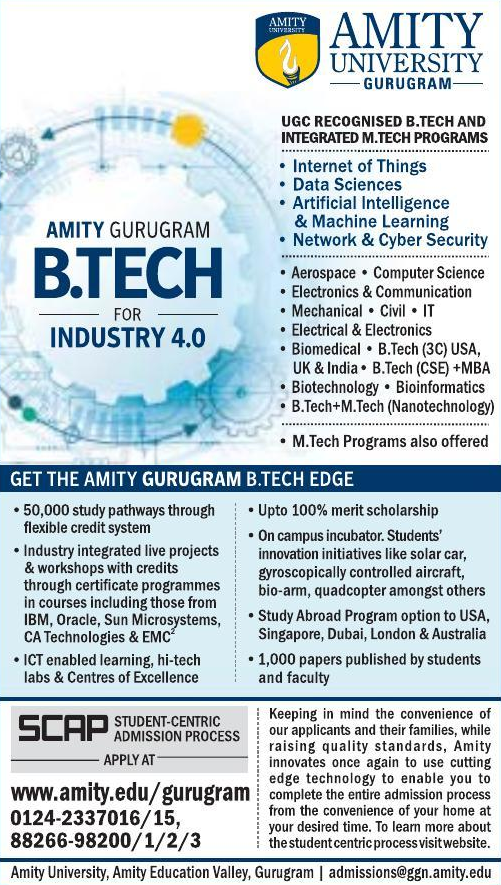 AMITY
UNIVERSITY
AMITY
UNIVERSITY
GURUGRAM
UGC RECOGNISED B.TECH AND
INTEGRATED M.TECH PROGRAMS
• Internet of Things
• Data Sciences
• Artificial Intelligence
& Machine Learning
• Network & Cyber Security
AMITY GURUGRAM
B.TECH
FOR
INDUSTRY 4.0
• Aerospace • Computer Science
• Electronics & Communication
• Mechanical • Civil • IT
• Electrical & Electronics
• Biomedical • B.Tech (3C) USA,
UK & India • B.Tech (CSE) +MBA
• Biotechnology • Bioinformatics
• B.Tech+M.Tech (Nanotechnology)
• M.Tech Programs also offered
GET THE AMITY GURUGRAM B.TECH EDGE
• 50,000 study pathways through
flexible credit system
• Industry integrated live projects
& workshops with credits
through certificate programmes
in courses including those from
IBM, Oracle, Sun Microsystems,
CA Technologies & EMC²
• ICT enabled learning, hi-tech
labs & Centres of Excellence
• Upto 100% merit scholarship
• On campus incubator. Students'
innovation initiatives like solar car,
gyroscopically controlled aircraft,
bio-arm, quadcopter amongst others
• Study Abroad Program option to USA,
Singapore, Dubai, London & Australia
• 1,000 papers published by students
and faculty
SCAP STUDENT-CENTRIC
ADMISSION PROCESS
APPLY AT
www.amity.edu/gurugram
0124-2337016/15,
88266-98200/1/2/3
Keeping in mind the convenience of
our applicants and their families, while
raising quality standards, Amity
innovates once again to use cutting
edge technology to enable you to
complete the entire admission process
from the convenience of your home at
your desired time. To learn more about
the student centric process visit website.
Amity University, Amity Education Valley, Gurugram | admissions@ggn.amity.edu